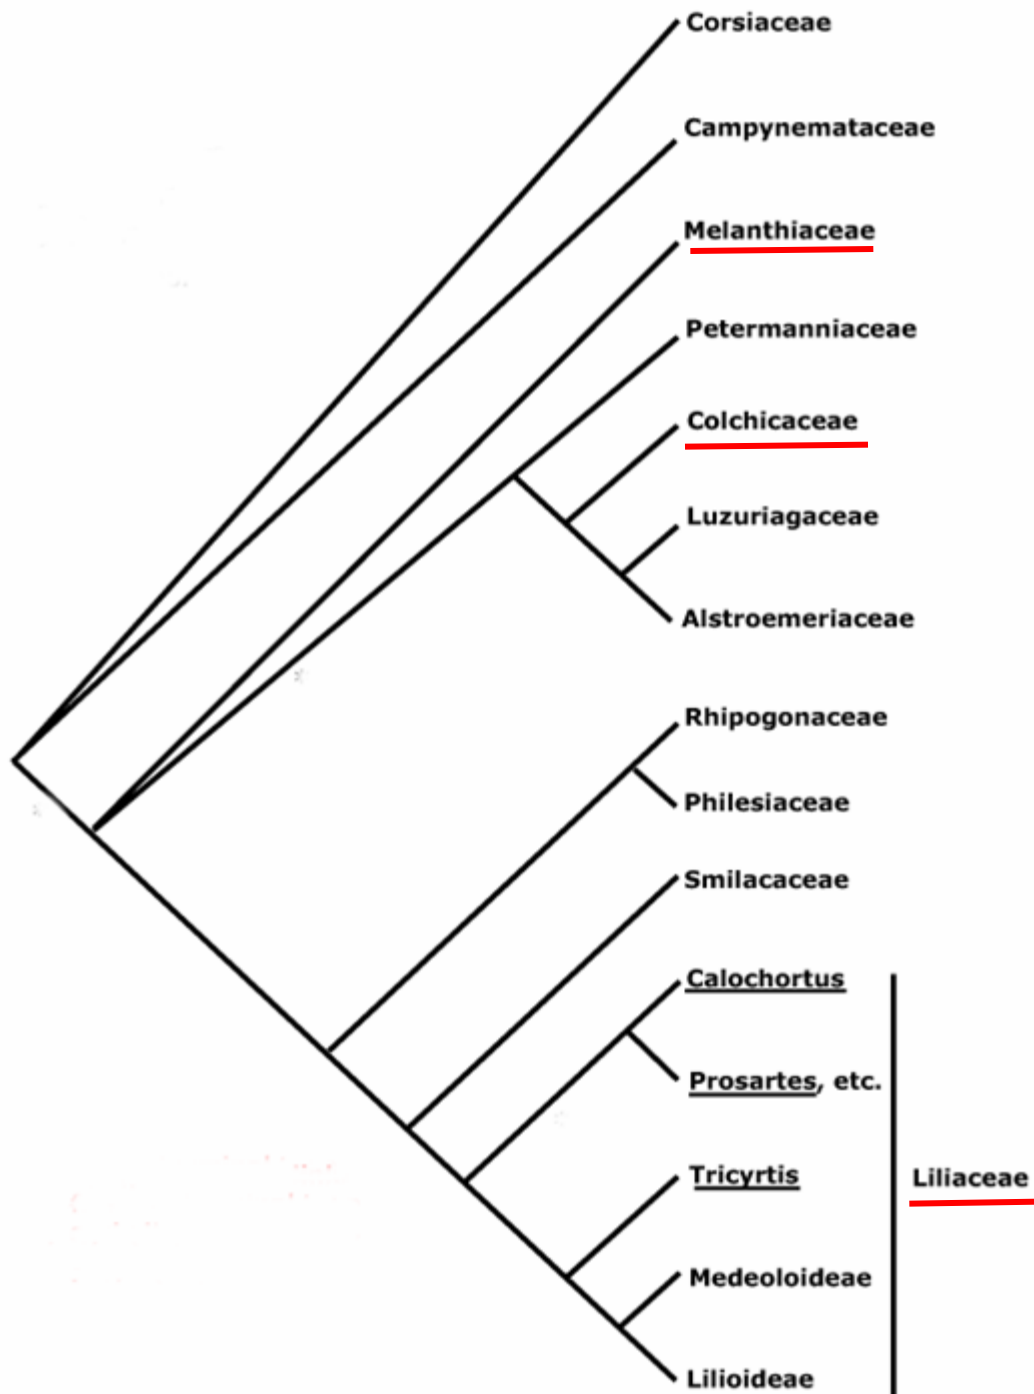 Corsiaceae
Campynemataceae
Melanthiaceae
Petermanniaceae
Colchicaceae
Luzuriagaceae
Alstroemeriaceae
Rhipogonaceae
Philesiaceae
Smilacaceae
Calochortus
Prosartes, etc.
Tricyrtis
Liliaceae
Medeoloideae
Lilioideae